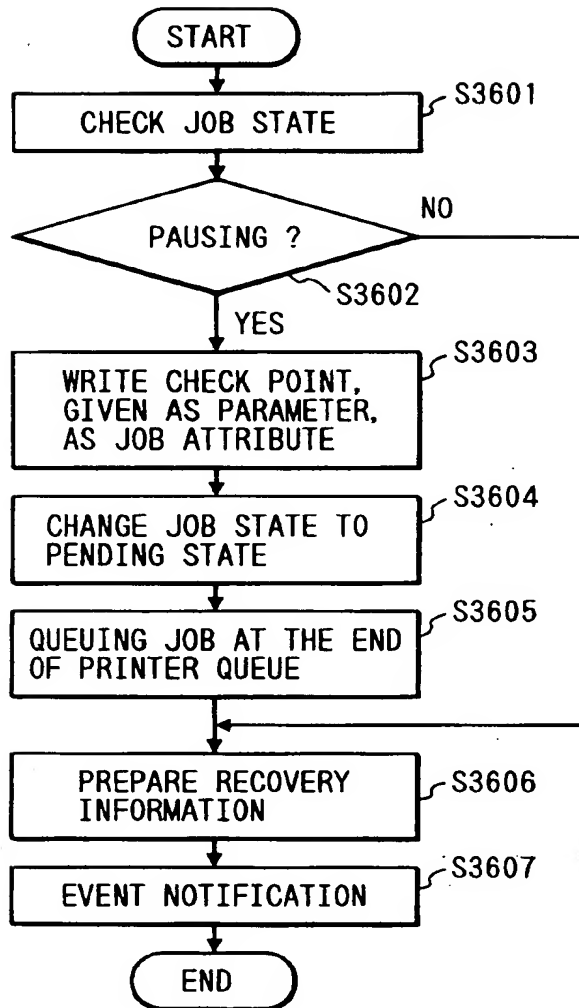 START
CHECK JOB STATE
S3601
PAUSING ?
NO
S3602
YES
WRITE CHECK POINT,
GIVEN AS PARAMETER,
AS JOB ATTRIBUTE
S3603
CHANGE JOB STATE TO
PENDING STATE
S3604
QUEUING JOB AT THE END
OF PRINTER QUEUE
S3605
PREPARE RECOVERY
INFORMATION
S3606
EVENT NOTIFICATION
S3607
END